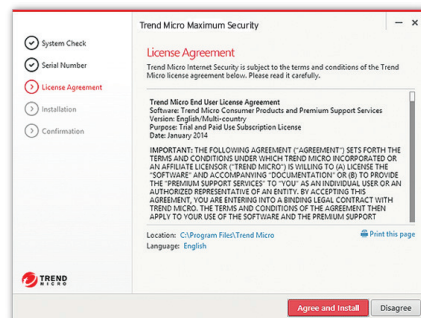 Trend Micro Maximum Security
System Check
Serial Number
License Agreement
Installation
Confirmation
License Agreement
Trend Micro Internet Security is subject to the terms and conditions of the Trend
Micro license agreement below. Please read it carefully.
Trend Micro End User License Agreement
Software: Trend Micro Consumer Products and Premium Support Services
Version: English/Multi-country
Purpose: Trial and Paid Use Subscription License
Date: January 2014
IMPORTANT: THE FOLLOWING AGREEMENT ("AGREEMENT") SETS FORTH THE
TERMS AND CONDITIONS UNDER WHICH TREND MICRO INCORPORATED OR
AN AFFILIATE LICENSOR ("TREND MICRO") IS WILLING TO (A) LICENSE THE
"SOFTWARE" AND ACCOMPANYING "DOCUMENTATION" OR (B) TO PROVIDE
THE "PREMIUM SUPPORT SERVICES" TO "YOU" AS AN INDIVIDUAL USER OR AN
AUTHORIZED REPRESENTATIVE OF AN ENTITY. BY ACCEPTING THIS
AGREEMENT, YOU ARE ENTERING INTO A BINDING LEGAL CONTRACT WITH
TREND MICRO. THE TERMS AND CONDITIONS OF THE AGREEMENT THEN
APPLY TO YOUR USE OF THE SOFTWARE AND THE PREMIUM SUPPORT
Location: C:\Program Files\Trend Micro
Print this page
Language: English
TREND
MICRO
Agree and Install
Disagree